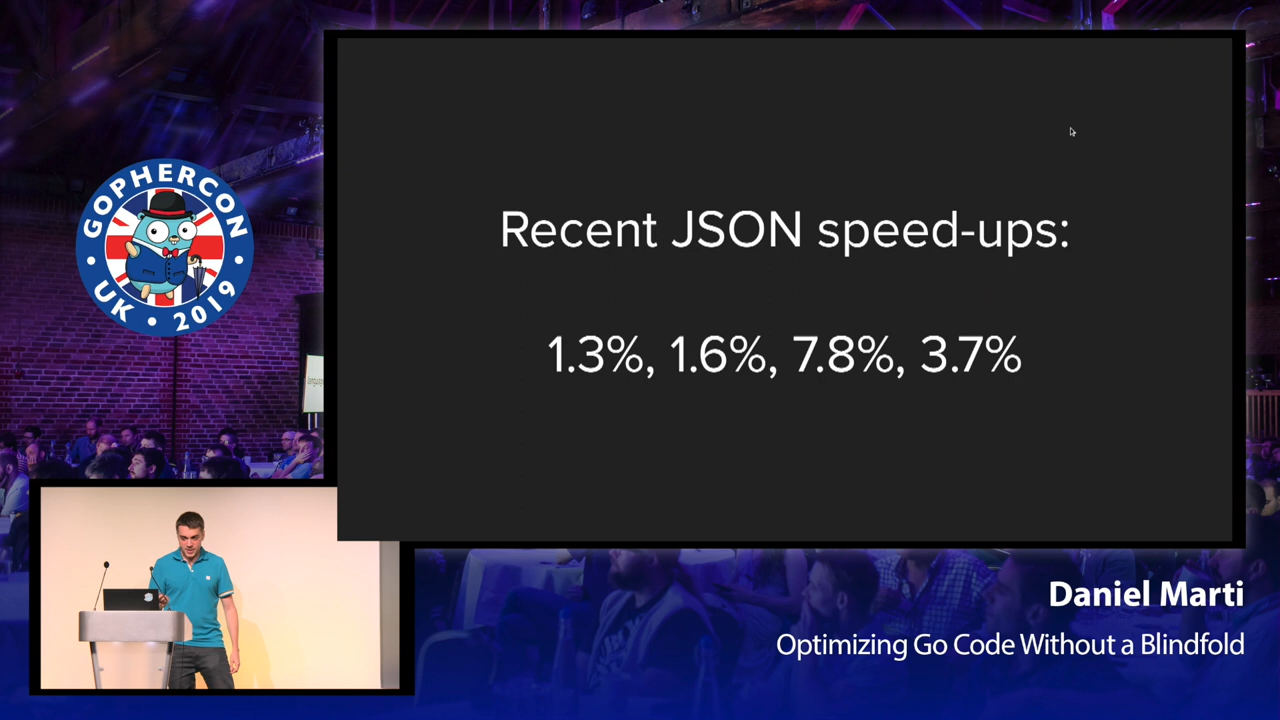 GOPHERCON
UK • 2019
Recent JSON speed-ups:
1.3%, 1.6%, 7.8%, 3.7%
Daniel Marti
Optimizing Go Code Without a Blindfold